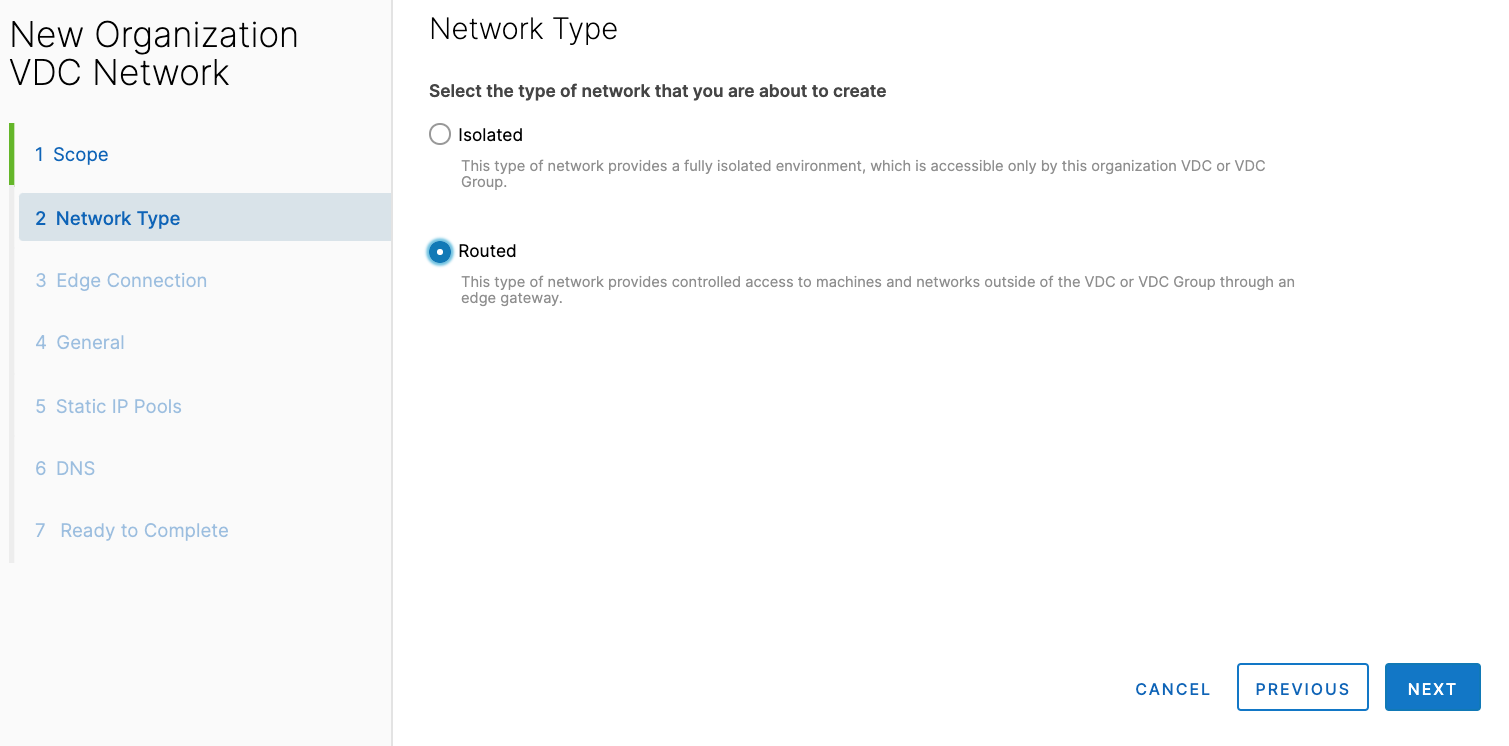 New Organization
VDC Network
1 Scope
2 Network Type
3 Edge Connection
4 General
5 Static IP Pools
6 DNS
7 Ready to Complete
Network Type
Select the type of network that you are about to create
Isolated
This type of network provides a fully isolated environment, which is accessible only by this organization VDC or VDC
Group.
Routed
This type of network provides controlled access to machines and networks outside of the VDC or VDC Group through an
edge gateway.
CANCEL
PREVIOUS
NEXT